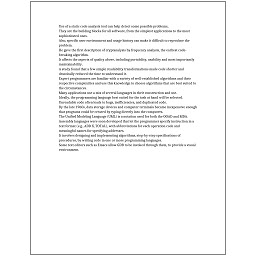 Use of a static code analysis tool can help detect some possible problems.
They are the building blocks for all software, from the simplest applications to the most
sophisticated ones.
Also, specific user environment and usage history can make it difficult to reproduce the
problem.
He gave the first description of cryptanalysis by frequency analysis, the earliest code-
breaking algorithm.
It affects the aspects of quality above, including portability, usability and most importantly
maintainability.
A study found that a few simple readability transformations made code shorter and
drastically reduced the time to understand it.
Expert programmers are familiar with a variety of well-established algorithms and their
respective complexities and use this knowledge to choose algorithms that are best suited to
the circumstances.
Many applications use a mix of several languages in their construction and use.
Ideally, the programming language best suited for the task at hand will be selected.
Unreadable code often leads to bugs, inefficiencies, and duplicated code.
By the late 1960s, data storage devices and computer terminals became inexpensive enough
that programs could be created by typing directly into the computers.
The Unified Modeling Language (UML) is a notation used for both the OOAD and MDA.
Assembly languages were soon developed that let the programmer specify instruction in a
text format (e.g., ADD X, TOTAL), with abbreviations for each operation code and
meaningful names for specifying addresses.
It involves designing and implementing algorithms, step-by-step specifications of
procedures, by writing code in one or more programming languages.
Some text editors such as Emacs allow GDB to be invoked through them, to provide a visual
environment.